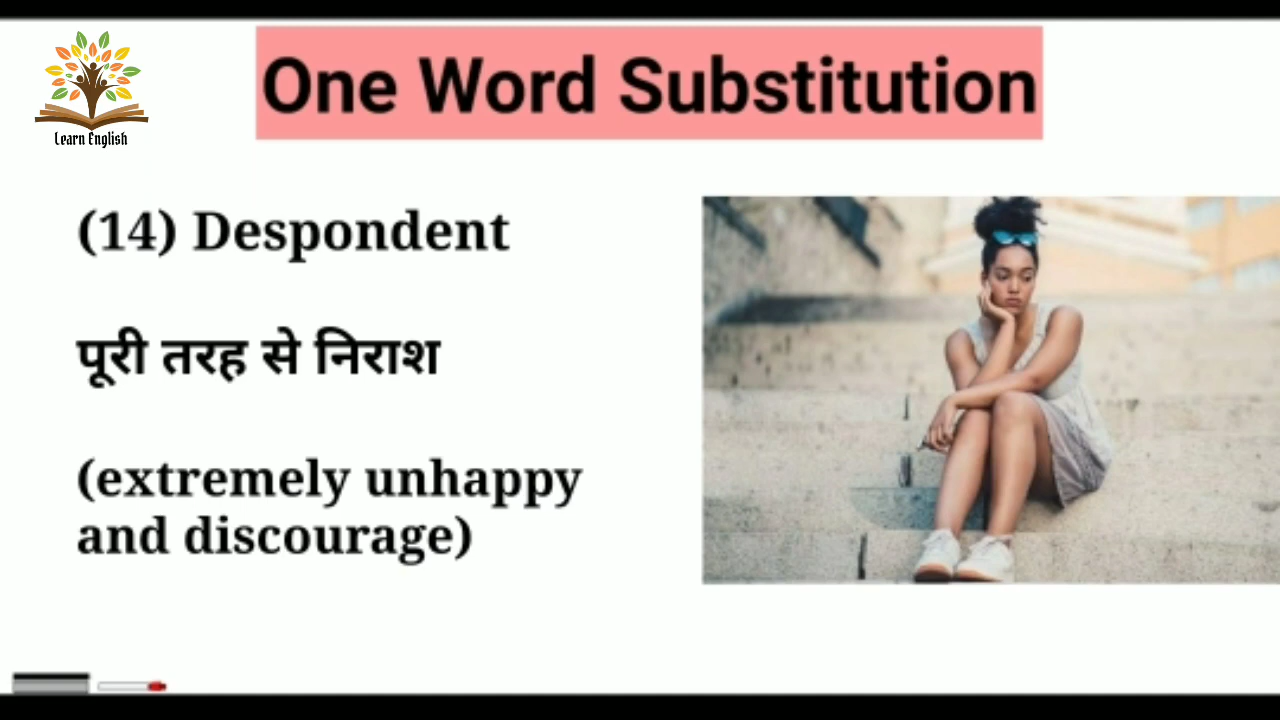 Learn English
One Word Substitution
(14) Despondent
पूरी तरह से निराश
(extremely unhappy
and discourage)